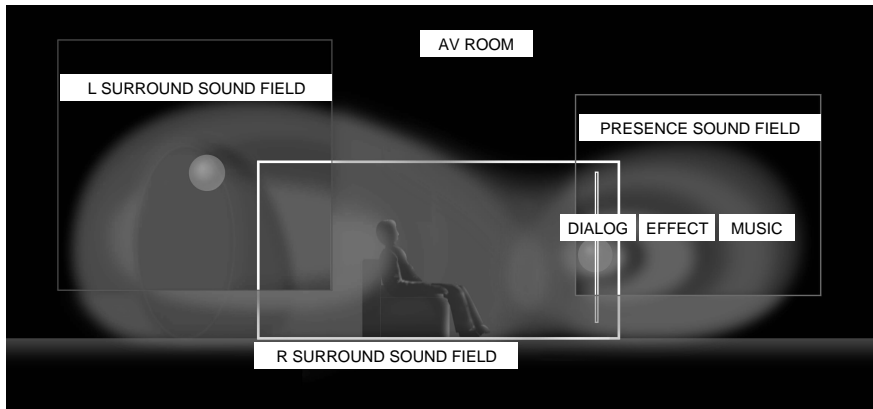 AV ROOM
L SURROUND SOUND FIELD
PRESENCE SOUND FIELD
DIALOG
EFFECT
MUSIC
R SURROUND SOUND FIELD